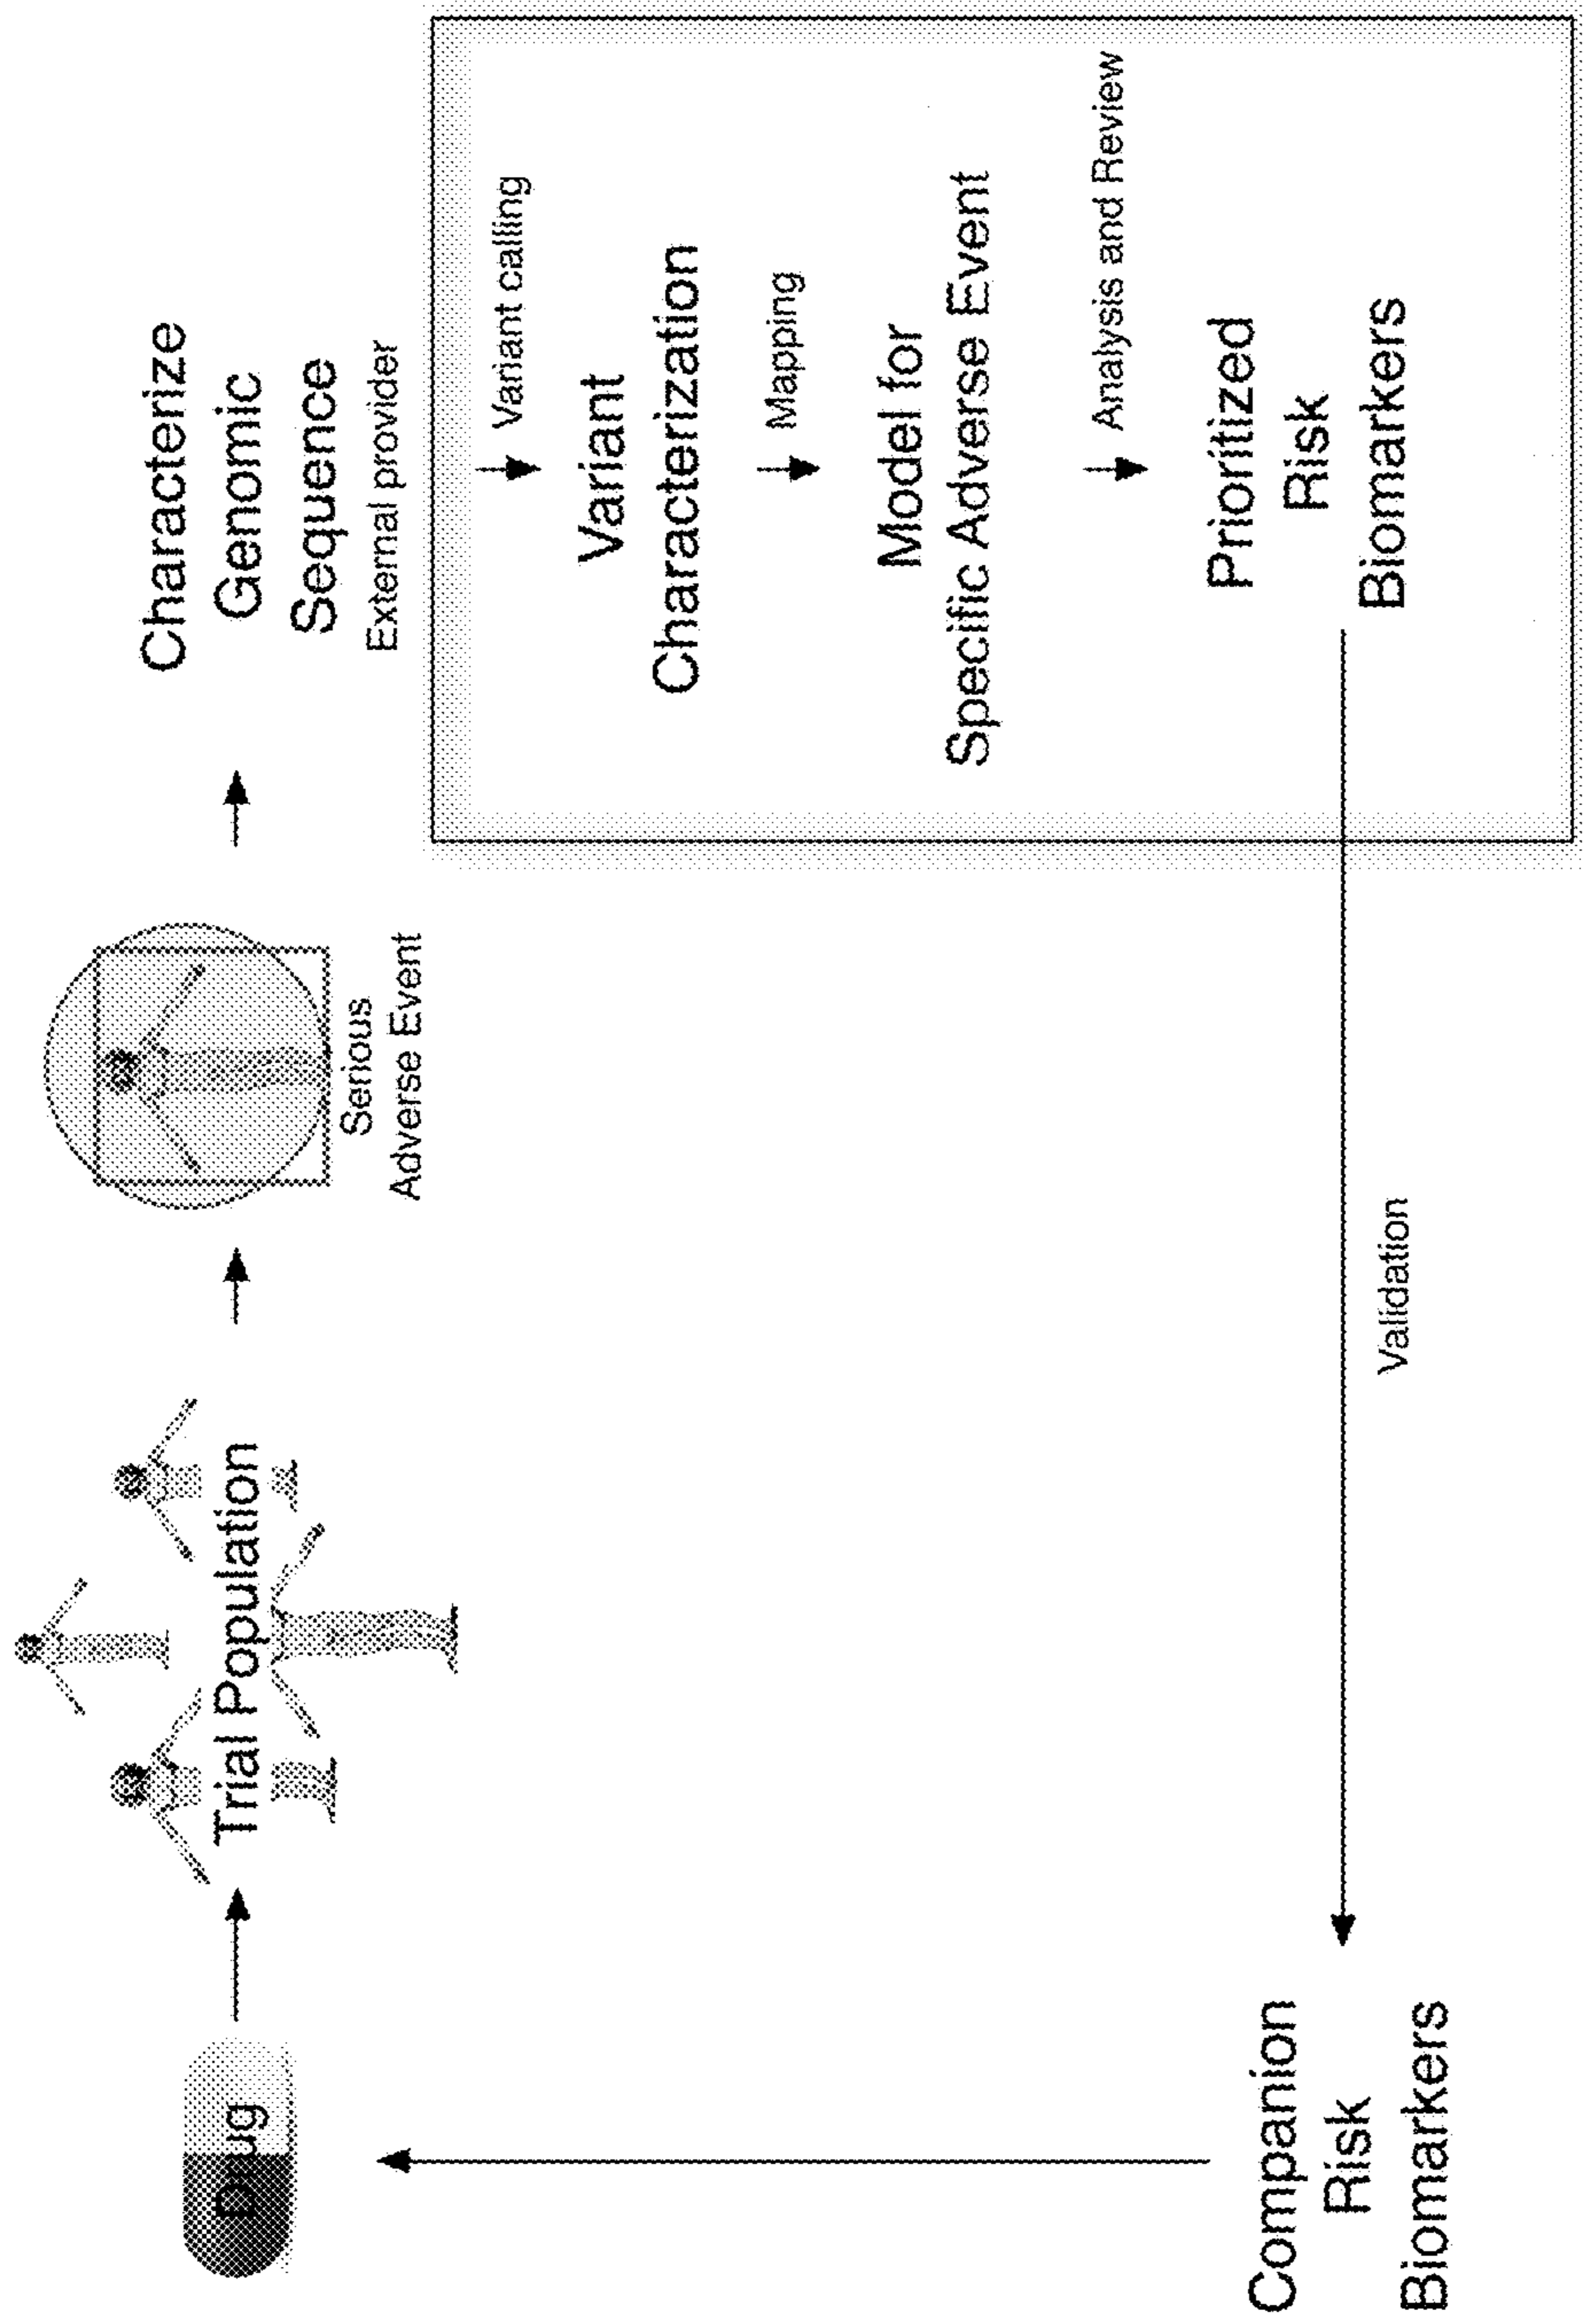 Drug
Trial Population
Serious
Adverse Event
Characterize
Genomic
Sequence
External provider
Variant calling
Variant
Characterization
Mapping
Model for
Specific Adverse Event
Analysis and Review
Prioritized
Risk
Biomarkers
Validation
Companion
Risk
Biomarkers